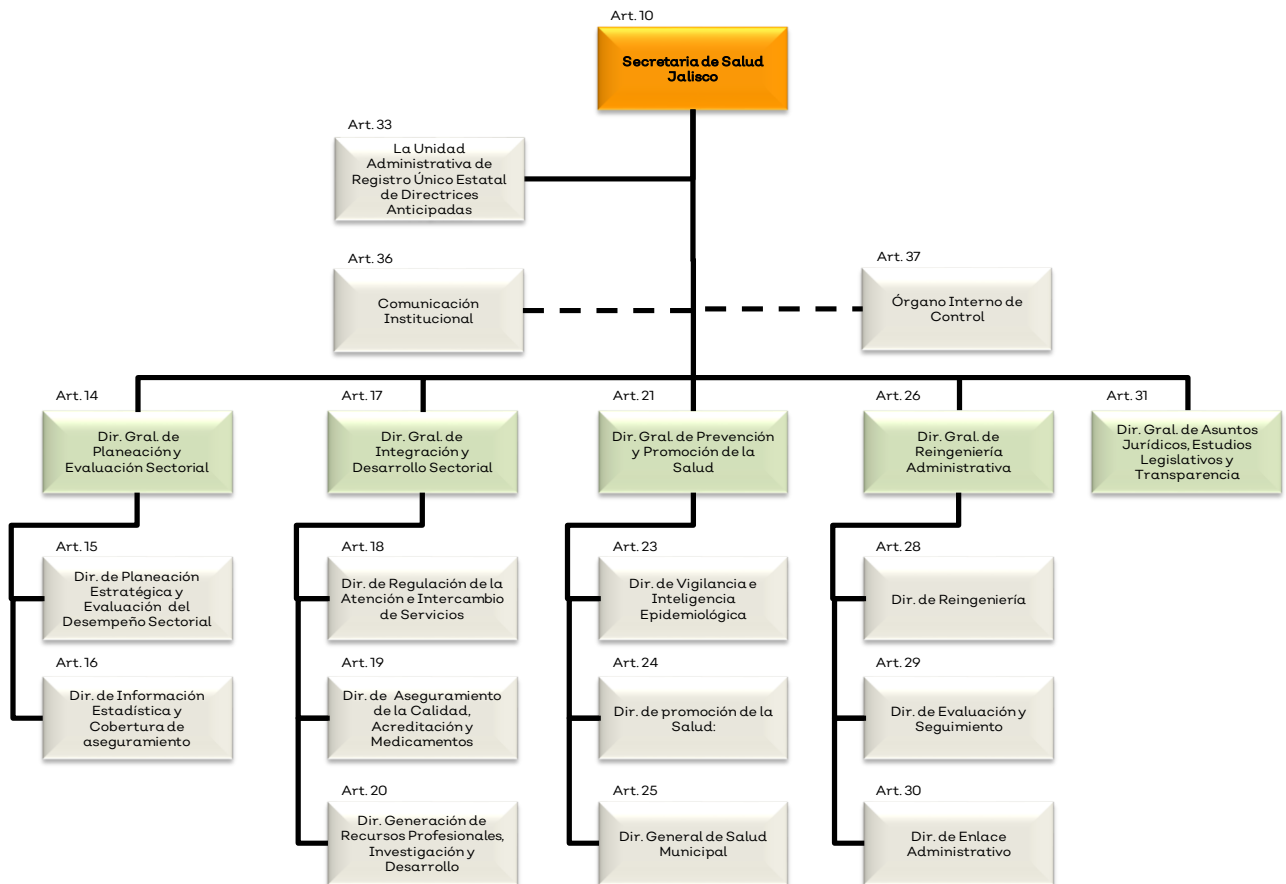 Art. 10
Secretaria de Salud
Jalisco
Art. 33
La Unidad
Administrativa de
Registro Único Estatal
de Directrices
Anticipadas
Art. 36
Comunicación
Institucional
Art. 37
Órgano Interno de
Control
Art. 14
Dir. Gral. de
Planeación y
Evaluación Sectorial
Art. 17
Dir. Gral. de
Integración y
Desarrollo Sectorial
Art. 21
Dir. Gral. de Prevención
y Promoción de la
Salud
Art. 26
Dir. Gral. de
Reingeniería
Administrativa
Art. 31
Dir. Gral. de Asuntos
Jurídicos, Estudios
Legislativos y
Transparencia
Art. 15
Dir. de Planeación
Estratégica y
Evaluación del
Desempeño Sectorial
Art. 18
Dir. de Regulación de la
Atención e Intercambio
de Servicios
Art. 23
Dir. de Vigilancia e
Inteligencia
Epidemiológica
Art. 28
Dir. de Reingeniería
Art. 16
Dir. de Información
Estadística y
Cobertura de
aseguramiento
Art. 19
Dir. de Aseguramiento
de la Calidad,
Acreditación y
Medicamentos
Art. 24
Dir. de promoción de la
Salud:
Art. 29
Dir. de Evaluación y
Seguimiento
Art. 20
Dir. Generación de
Recursos Profesionales,
Investigación y
Desarrollo
Art. 25
Dir. General de Salud
Municipal
Art. 30
Dir. de Enlace
Administrativo